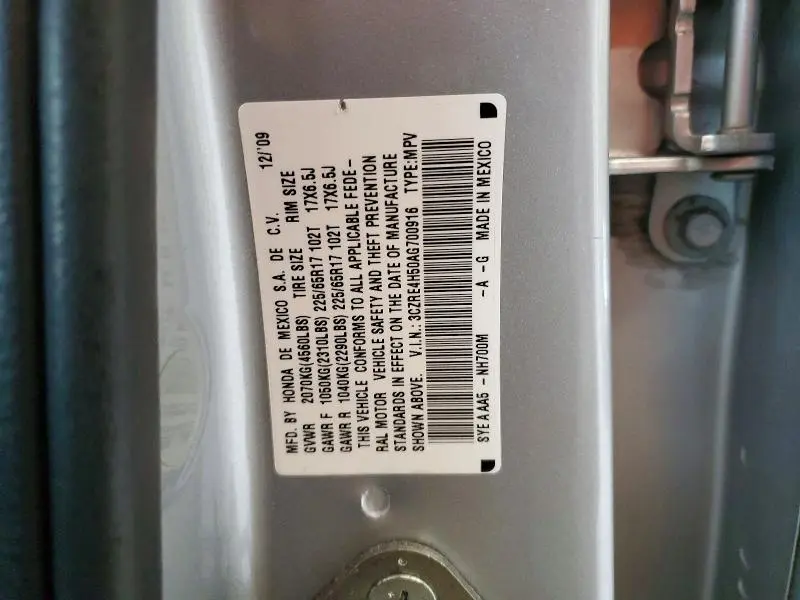 MFD. BY HONDA DE MEXICO S.A. DE C.V. 12/'09
GVWR 2070KG(4560LBS) TIRE SIZE RIM SIZE
GAWR F 1050KG(2310LBS) 225/65R17 102T 17X6.5J
GAWR R 1040KG(2290LBS) 225/65R17 102T 17X6.5J
THIS VEHICLE CONFORMS TO ALL APPLICABLE FEDE-
RAL MOTOR VEHICLE SAFETY AND THEFT PREVENTION
STANDARDS IN EFFECT ON THE DATE OF MANUFACTURE
SHOWN ABOVE. V.I.N.: 3CZRE4H50AG700916 TYPE:MPV
SYEAAA5 -NH700M -A -G MADE IN MEXICO